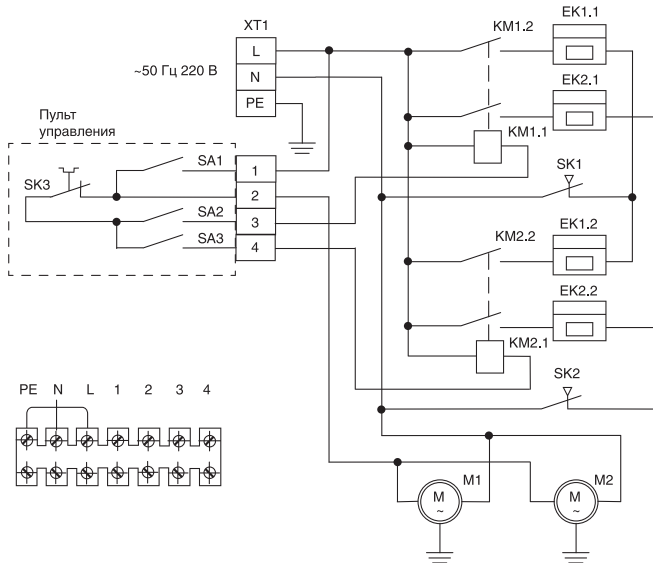 XT1
L
N
PE
~50 Гц 220 В
KM1.2
EK1.1
EK2.1
KM1.1
Пульт
управления
SK3
SA1
SA2
SA3
1
2
3
4
SK1
EK1.2
KM2.2
EK2.2
KM2.1
SK2
PE N L 1 2 3 4
M
~
M1
M
~
M2